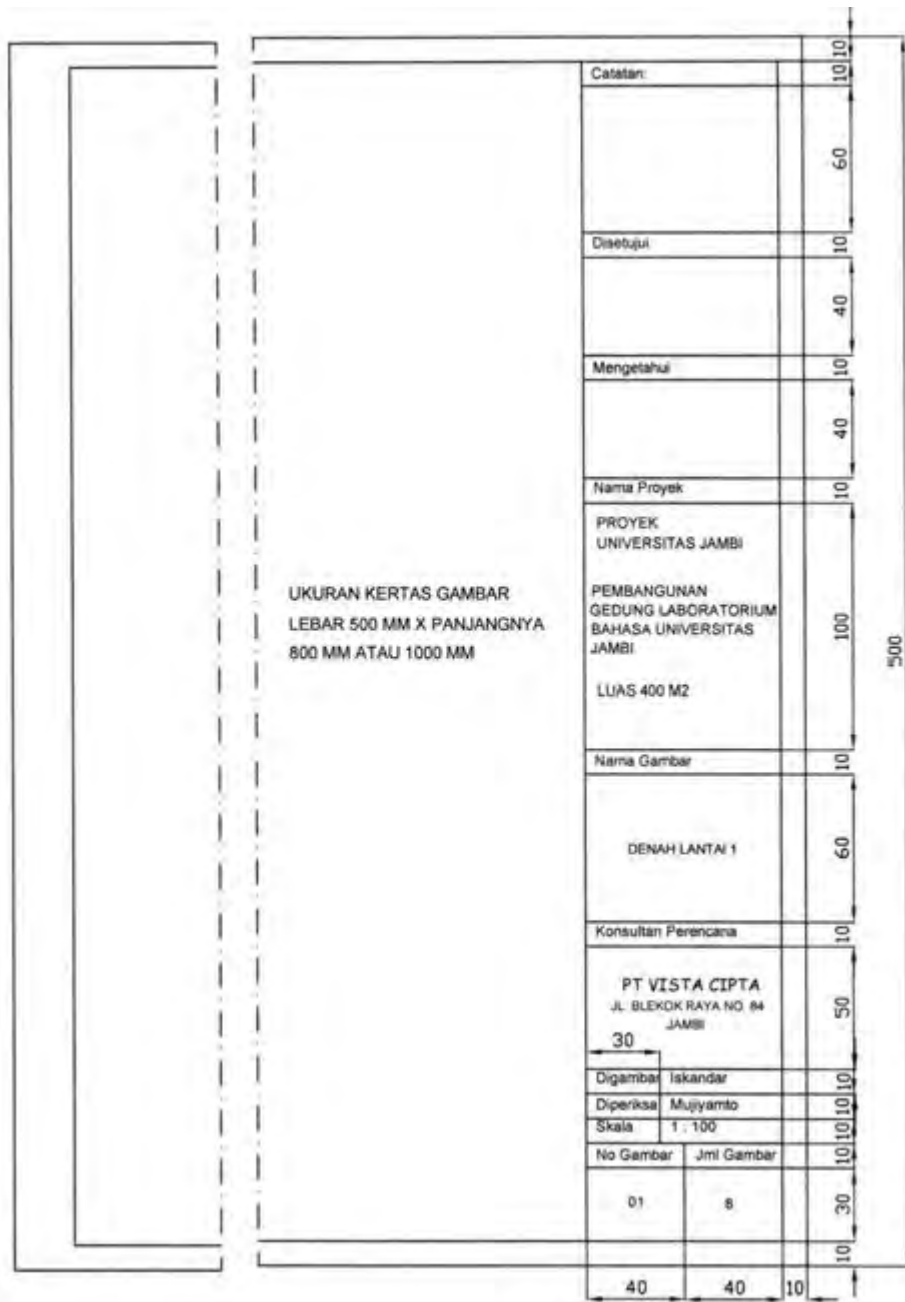 10
10
Catatan:
60
Disetujui
10
40
Mengetahui
10
40
Nama Proyek
10
PROYEK
UNIVERSITAS JAMBI
UKURAN KERTAS GAMBAR
LEBAR 500 MM X PANJANGNYA
800 MM ATAU 1000 MM
PEMBANGUNAN
GEDUNG LABORATORIUM
BAHASA UNIVERSITAS
JAMBI
100
500
LUAS 400 M2
Nama Gambar
10
DENAH LANTAI 1
60
Konsultan Perencana
10
PT VISTA CIPTA
JL. BLEKOK RAYA NO. 84
JAMBI
50
30
Digambar Iskandar
10
Diperiksa Mujiyamto
10
Skala 1 : 100
10
No Gambar Jml Gambar
10
01 8
30
10
40 40 10